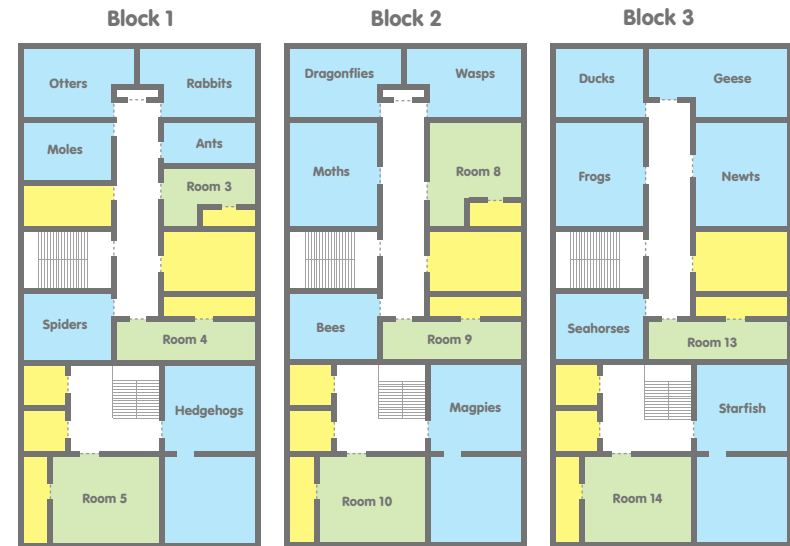 Block 1
Otters
Rabbits
Moles
Ants
Room 3
Spiders
Room 4
Hedgehogs
Room 5
Block 2
Dragonflies
Wasps
Moths
Room 8
Bees
Room 9
Magpies
Room 10
Block 3
Ducks
Geese
Frogs
Newts
Seahorses
Room 13
Starfish
Room 14